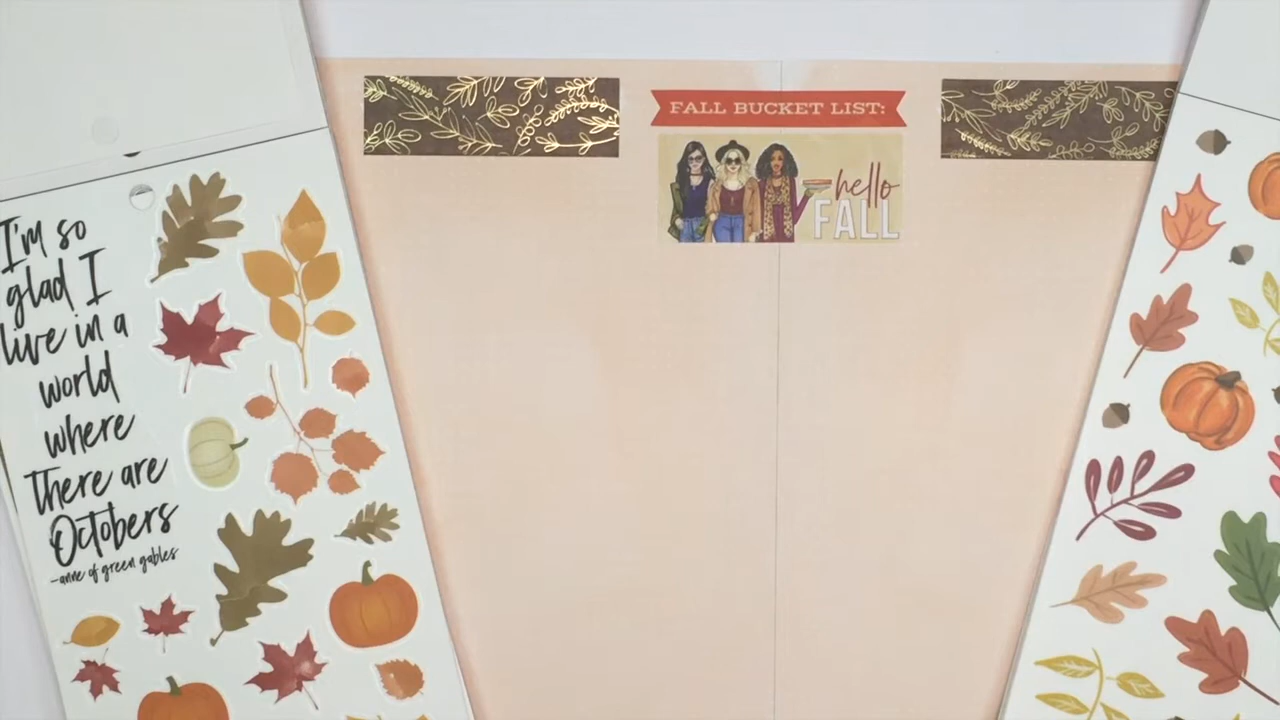 I'm so
glad I
live in a
world
where
there are
Octobers
-anne of green gables
FALL BUCKET LIST:
hello
FALL